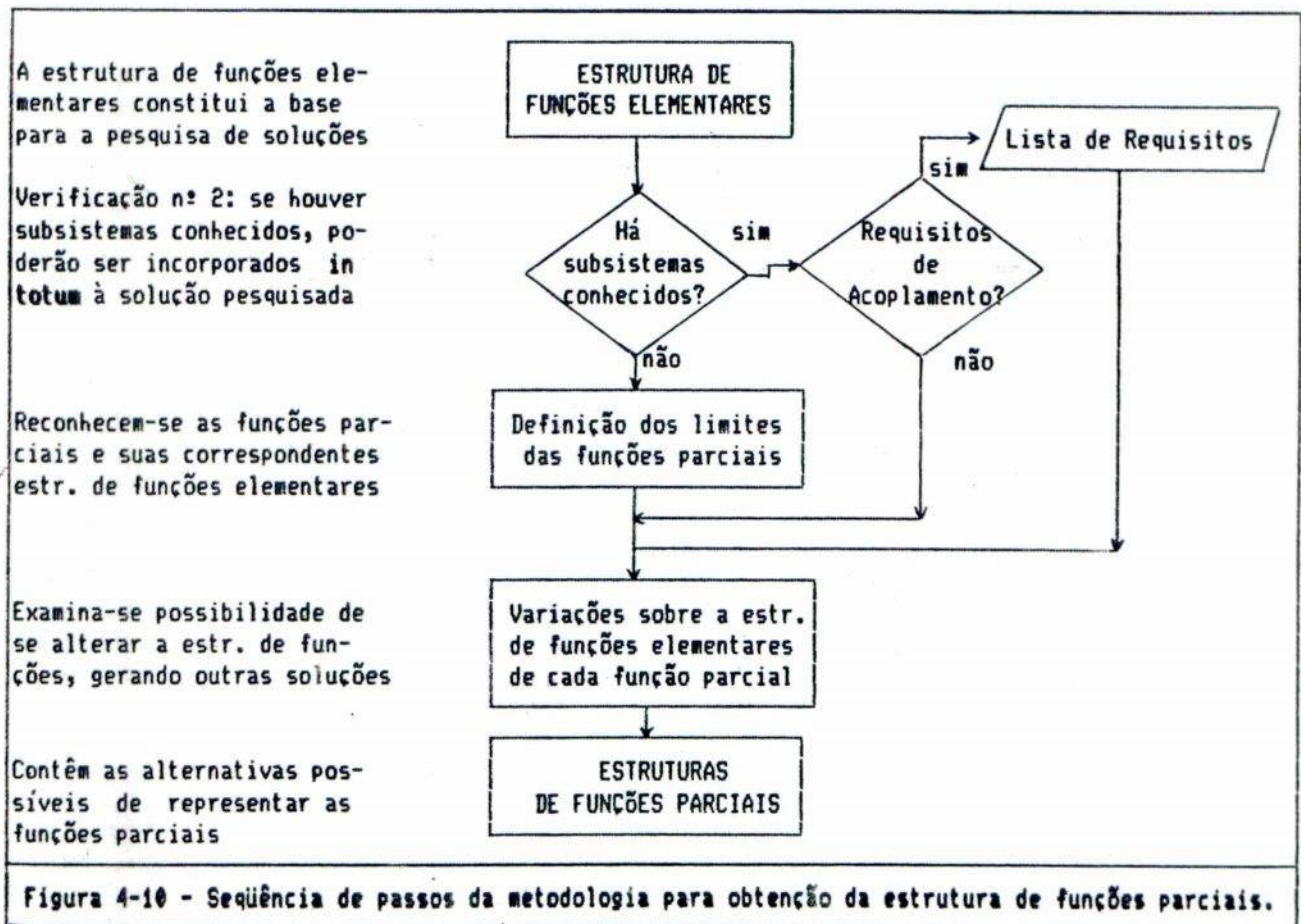 A estrutura de funções ele-
mentares constitui a base
para a pesquisa de soluções
ESTRUTURA DE
FUNÇÕES ELEMENTARES
Lista de Requisitos
sim
Verificação nº 2: se houver
subsistemas conhecidos, po-
derão ser incorporados in
totum à solução pesquisada
Há
subsistemas
conhecidos?
sim
Requisitos
de
Acoplamento?
não
não
Reconhecem-se as funções par-
ciais e suas correspondentes
estr. de funções elementares
Definição dos limites
das funções parciais
Examina-se possibilidade de
se alterar a estr. de fun-
ções, gerando outras soluções
Variações sobre a estr.
de funções elementares
de cada função parcial
Contêm as alternativas pos-
síveis de representar as
funções parciais
ESTRUTURAS
DE FUNÇÕES PARCIAIS
Figura 4-10 - Seqüência de passos da metodologia para obtenção da estrutura de funções parciais.